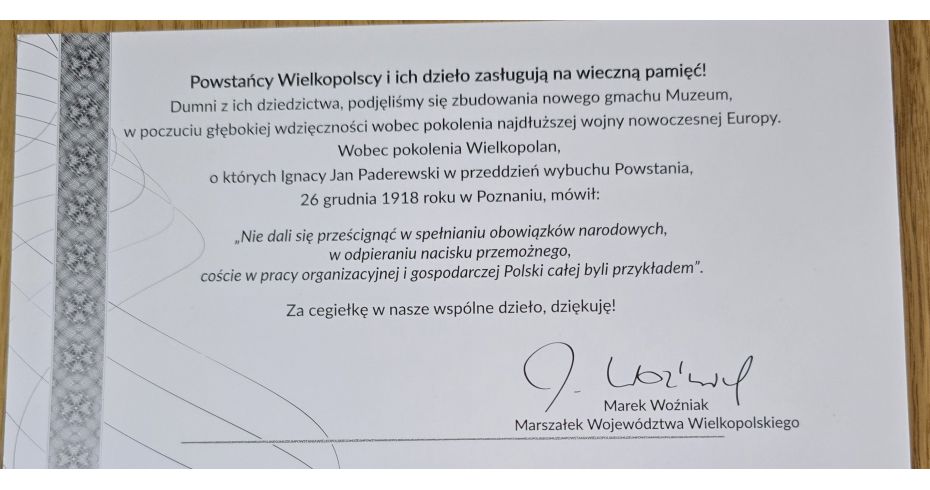 Powstańcy Wielkopolscy i ich dzieło zasługują na wieczną pamięć!
Dumni z ich dziedzictwa, podjęliśmy się zbudowania nowego gmachu Muzeum,
w poczuciu głębokiej wdzięczności wobec pokolenia najdłuższej wojny nowoczesnej Europy.
Wobec pokolenia Wielkopolan,
o których Ignacy Jan Paderewski w przeddzień wybuchu Powstania,
26 grudnia 1918 roku w Poznaniu, mówił:
„Nie dali się prześcignąć w spełnianiu obowiązków narodowych,
w odpieraniu nacisku przemożnego,
coście w pracy organizacyjnej i gospodarczej Polski całej byli przykładem”.
Za cegiełkę w nasze wspólne dzieło, dziękuję!
Marek Woźniak
Marszałek Województwa Wielkopolskiego